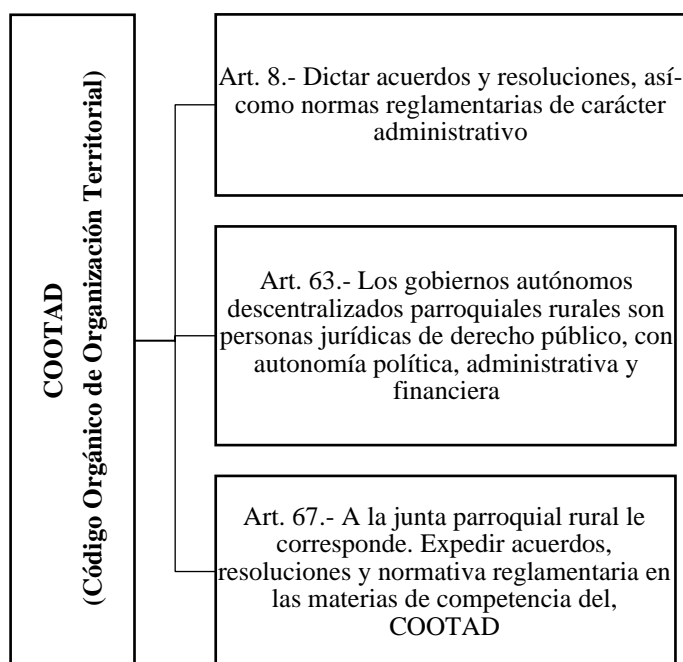 COOTAD
((Código Orgánico de Organización Territorial)
Art. 8.- Dictar acuerdos y resoluciones, así-
como normas reglamentarias de carácter
administrativo
Art. 63.- Los gobiernos autónomos
descentralizados parroquiales rurales son
personas jurídicas de derecho público, con
autonomía política, administrativa y
financiera
Art. 67.- A la junta parroquial rural le
corresponde. Expedir acuerdos,
resoluciones y normativa reglamentaria en
las materias de competencia del,
COOTAD